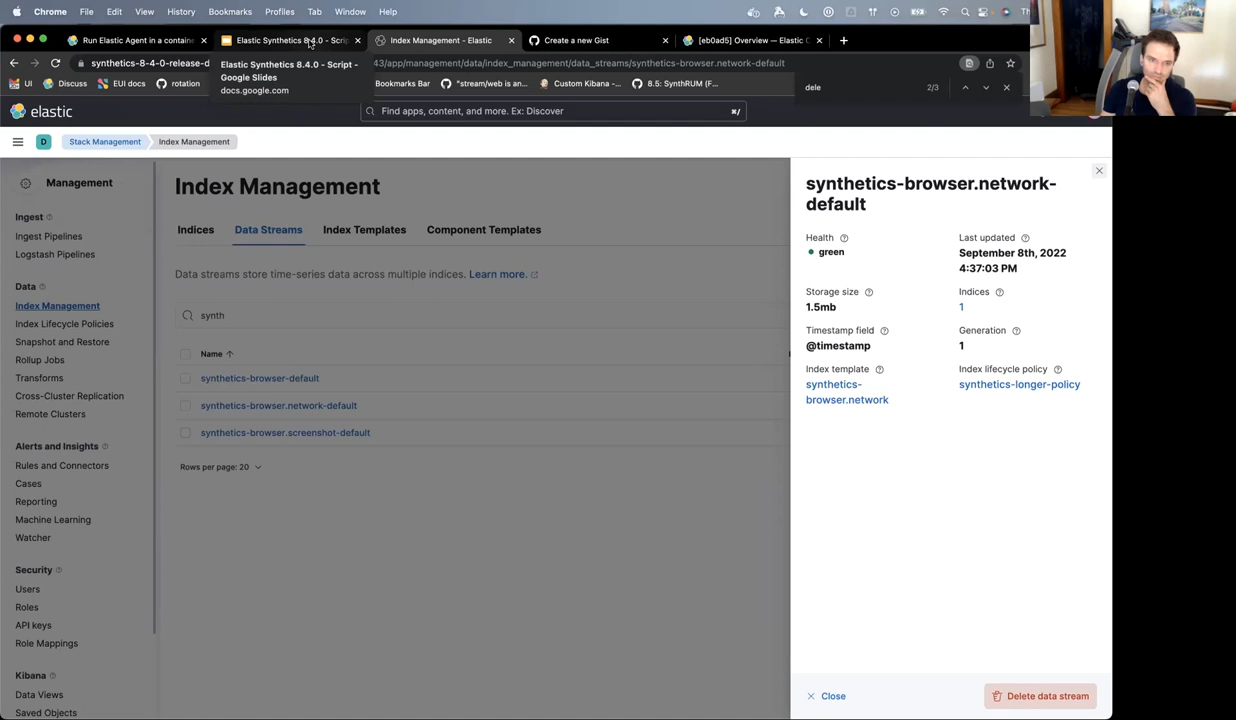 Chrome File Edit View History Bookmarks Profiles Tab Window Help
Run Elastic Agent in a containe
Elastic Synthetics 8.4.0 - Scrip
Index Management - Elastic
Create a new Gist
[eb0ad5] Overview — Elastic C
synthetics-8-4-0-release-d
43/app/management/data/index_management/data_streams/synthetics-browser.network-default
Elastic Synthetics 8.4.0 - Script -
Google Slides
docs.google.com
UI Discuss EUI docs rotation
Bookmarks Bar "stream/web is an... Custom Kibana -... 8.5: SynthRUM (F...
dele 2/3
elastic
Find apps, content, and more. Ex: Discover ⌘/
D Stack Management Index Management
Management
Ingest
Ingest Pipelines
Logstash Pipelines
Data
Index Management
Index Lifecycle Policies
Snapshot and Restore
Rollup Jobs
Transforms
Cross-Cluster Replication
Remote Clusters
Alerts and Insights
Rules and Connectors
Cases
Reporting
Machine Learning
Watcher
Security
Users
Roles
API keys
Role Mappings
Kibana
Data Views
Saved Objects
Index Management
Indices Data Streams Index Templates Component Templates
Data streams store time-series data across multiple indices. Learn more.
synth
Name
synthetics-browser-default
synthetics-browser.network-default
synthetics-browser.screenshot-default
Rows per page: 20
synthetics-browser.network-
default
Health Last updated
green September 8th, 2022
4:37:03 PM
Storage size Indices
1.5mb 1
Timestamp field Generation
@timestamp 1
Index template Index lifecycle policy
synthetics- synthetics-longer-policy
browser.network
Close Delete data stream